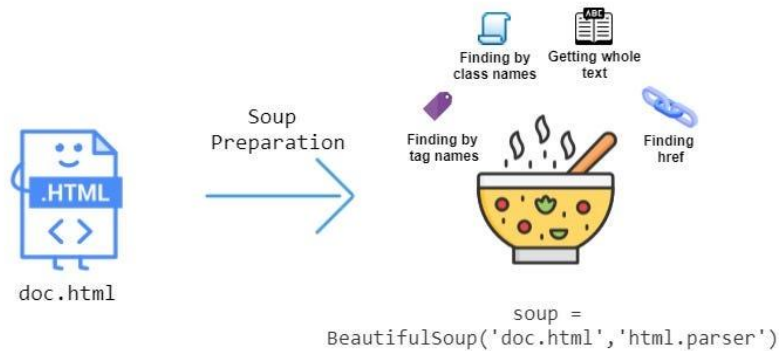 ABC
Finding by
class names
Getting whole
text
Finding by
tag names
Finding
href
Soup
Preparation
.HTML
< >
doc.html
soup =
BeautifulSoup('doc.html','html.parser')